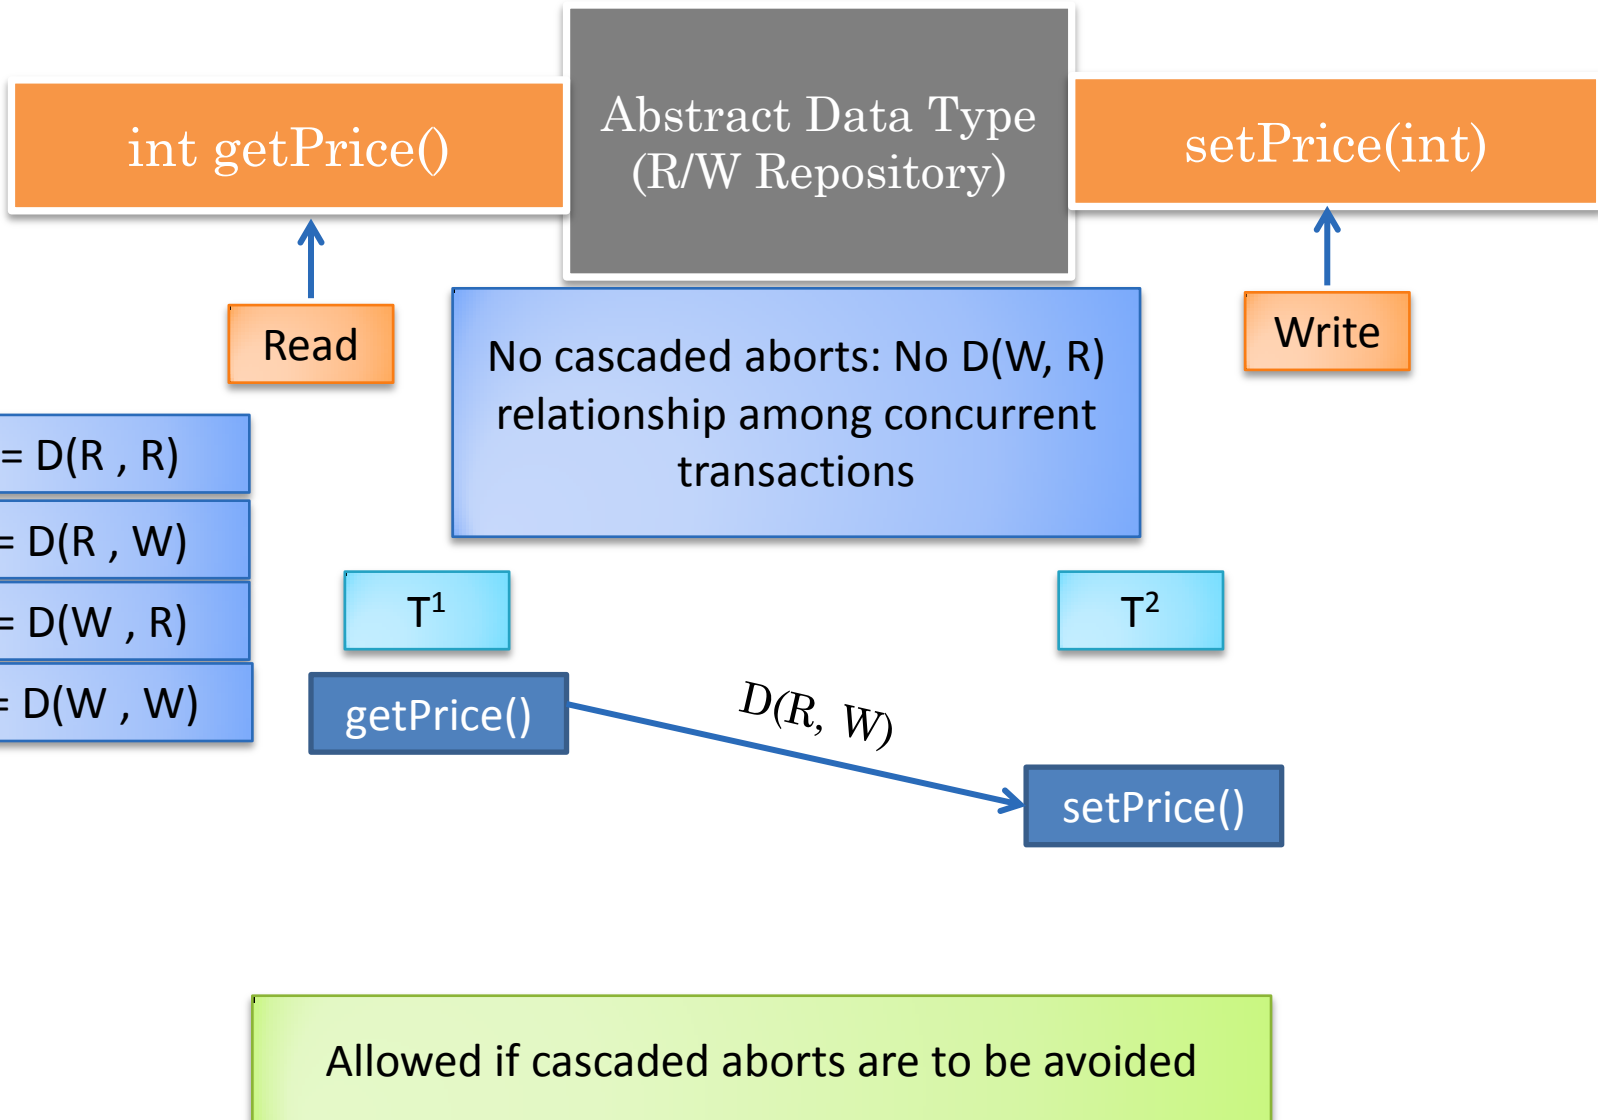 int getPrice()
Abstract Data Type
(R/W Repository)
setPrice(int)
Read
No cascaded aborts: No D(W, R)
relationship among concurrent
transactions
Write
= D(R , R)
= D(R , W)
= D(W , R)
= D(W , W)
T¹
T²
getPrice()
D(R, W)
setPrice()
Allowed if cascaded aborts are to be avoided